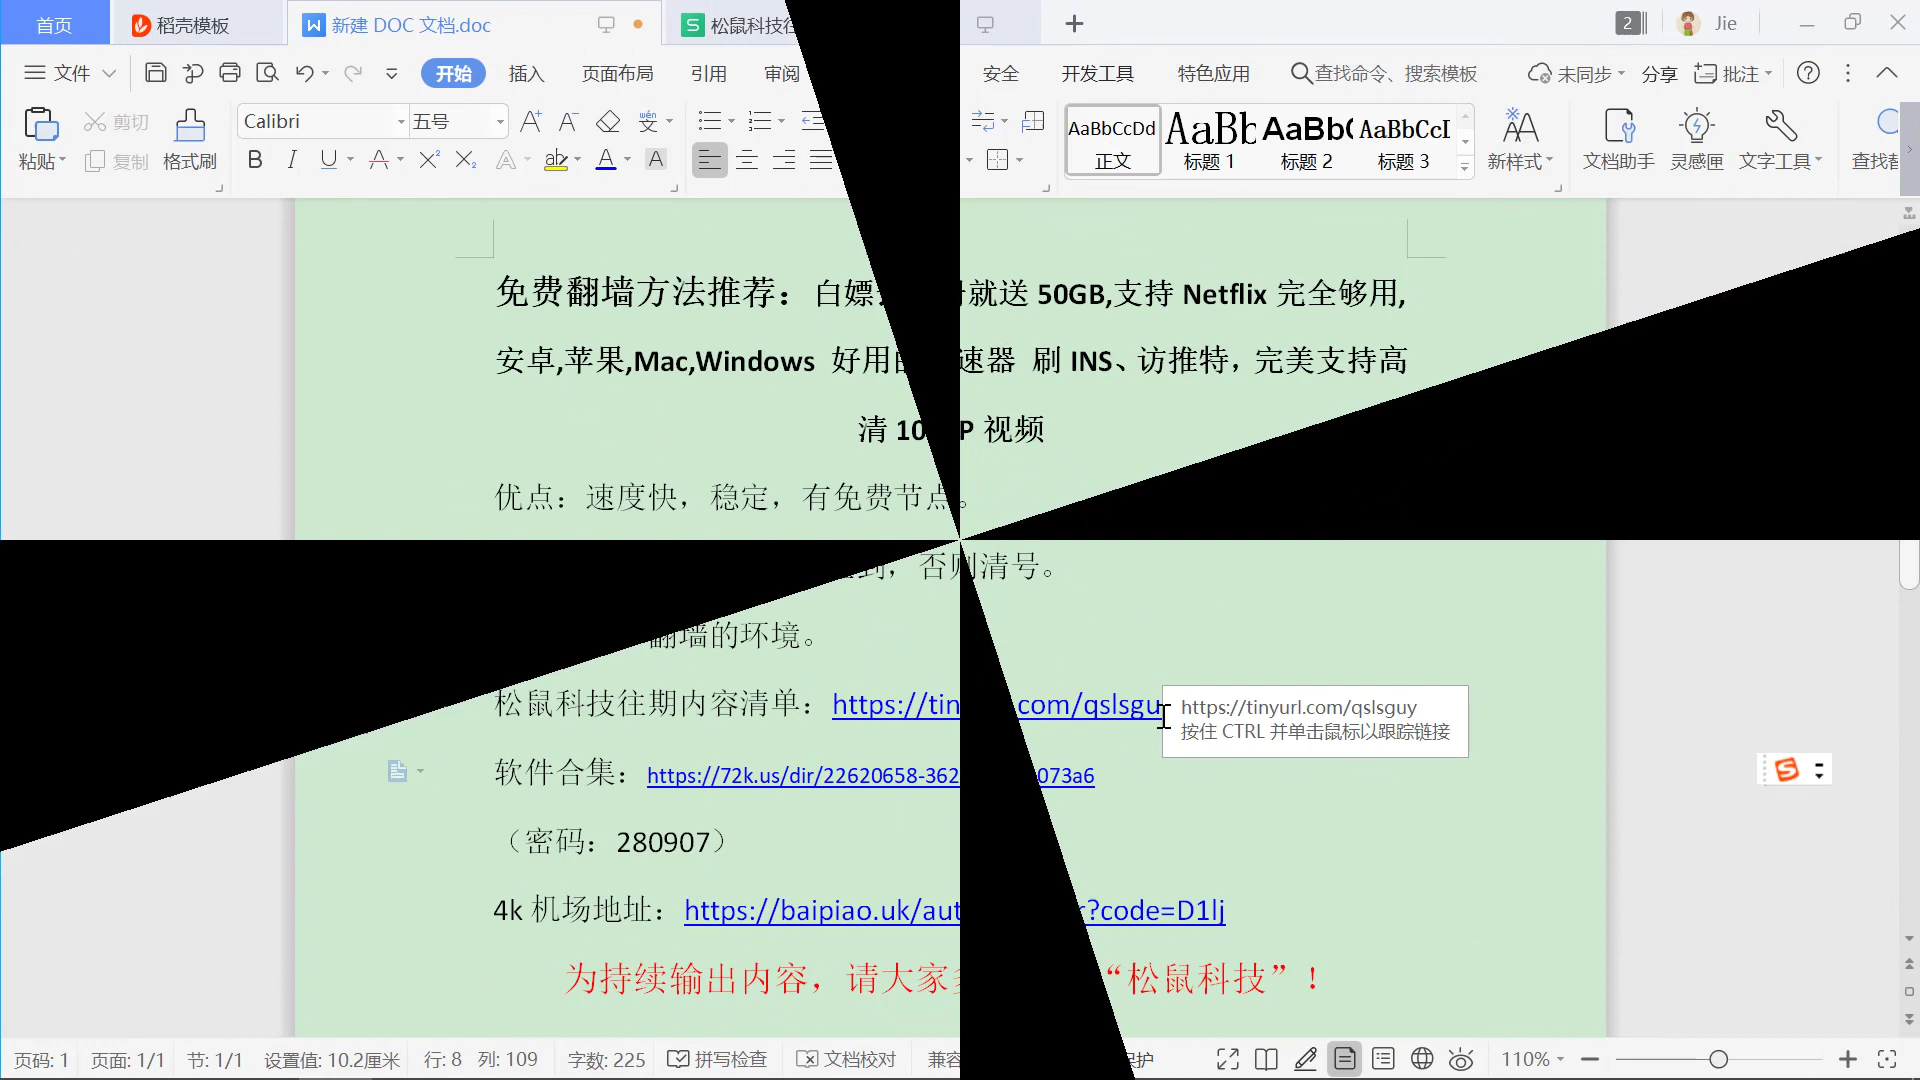 首页
稻壳模板
新建 DOC 文档.doc
松鼠科技往
2
Jie
文件
开始
插入
页面布局
引用
审阅
安全
开发工具
特色应用
查找命令、搜索模板
未同步
分享
批注
粘贴
剪切
复制
格式刷
Calibri
五号
AaBbCcDd
正文
AaBb
标题 1
AaBb(
标题 2
AaBbCcI
标题 3
新样式
文档助手
灵感匣
文字工具
查找
免费翻墙方法推荐：白嫖 就送 50GB,支持 Netflix 完全够用,
安卓,苹果,Mac,Windows 好用 速器 刷 INS、访推特，完美支持高
清 10 P 视频
优点：速度快，稳定，有免费节点。
到，否则清号。
翻墙的环境。
松鼠科技往期内容清单：https://tin .com/qslsgu
https://tinyurl.com/qslsguy
按住 CTRL 并单击鼠标以跟踪链接
软件合集：https://72k.us/dir/22620658-362 073a6
（密码：280907）
4k 机场地址：https://baipiao.uk/aut r?code=D1lj
为持续输出内容，请大家 “松鼠科技”！
页码: 1
页面: 1/1
节: 1/1
设置值: 10.2厘米
行: 8
列: 109
字数: 225
拼写检查
文档校对
兼容
护
110%